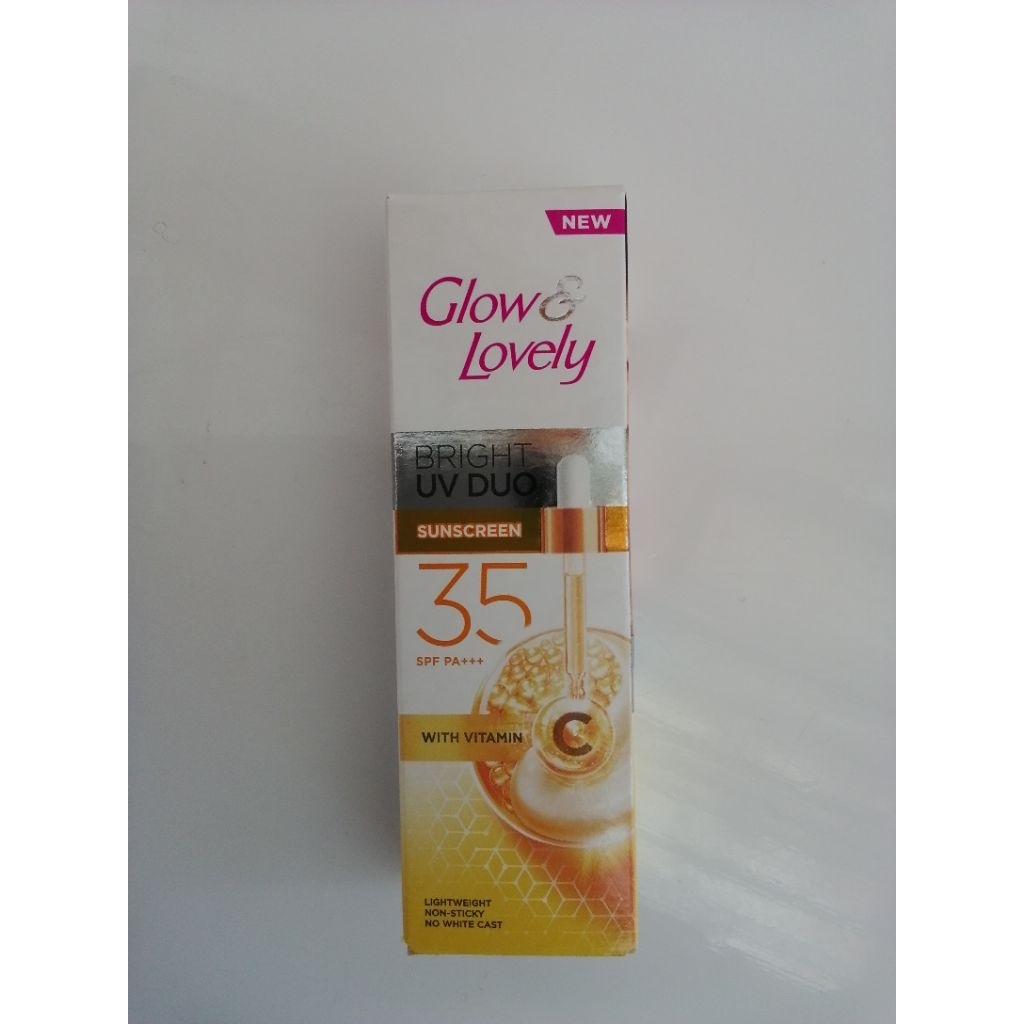 NEW
Glow &
Lovely
BRIGHT
UV DUO
SUNSCREEN
35
SPF PA+++
WITH VITAMIN C
LIGHTWEIGHT
NON-STICKY
NO WHITE CAST